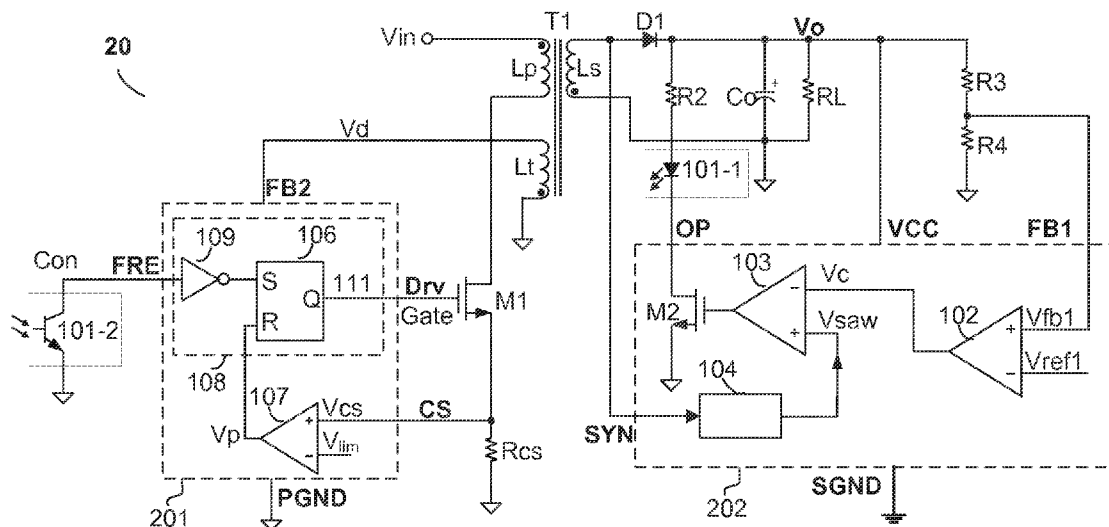 20
Vin
T1
D1
Vo
Lp
Ls
R2
Co
+
RL
R3
R4
Vd
Lt
101-1
FB2
OP
VCC
FB1
109
106
Con
FRE
S
Q
R
111
Drv
Gate
M1
103
Vc
102
Vfb1
+
-
Vref1
M2
-
+
Vsaw
104
101-2
108
107
Vp
Vcs
+
-
Vlim
CS
Rcs
SYN
201
PGND
202
SGND